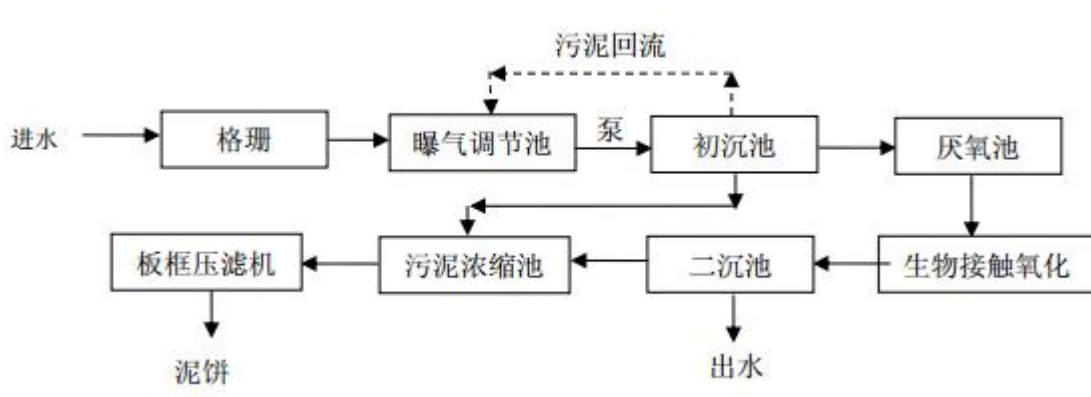 污泥回流
进水
格珊
曝气调节池
泵
初沉池
厌氧池
板框压滤机
污泥浓缩池
二沉池
生物接触氧化
泥饼
出水